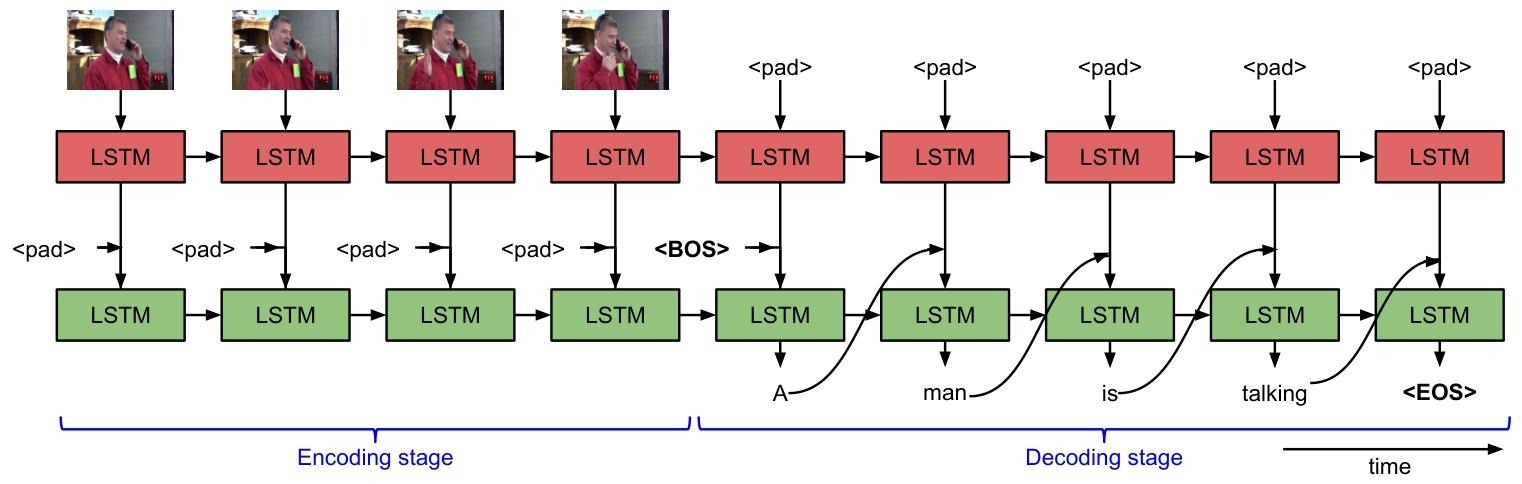 <pad> <pad> <pad> <pad> <pad>
LSTM LSTM LSTM LSTM LSTM LSTM LSTM LSTM LSTM
<pad> <pad> <pad> <pad> <BOS>
LSTM LSTM LSTM LSTM LSTM LSTM LSTM LSTM LSTM
A man is talking <EOS>
Encoding stage Decoding stage
time